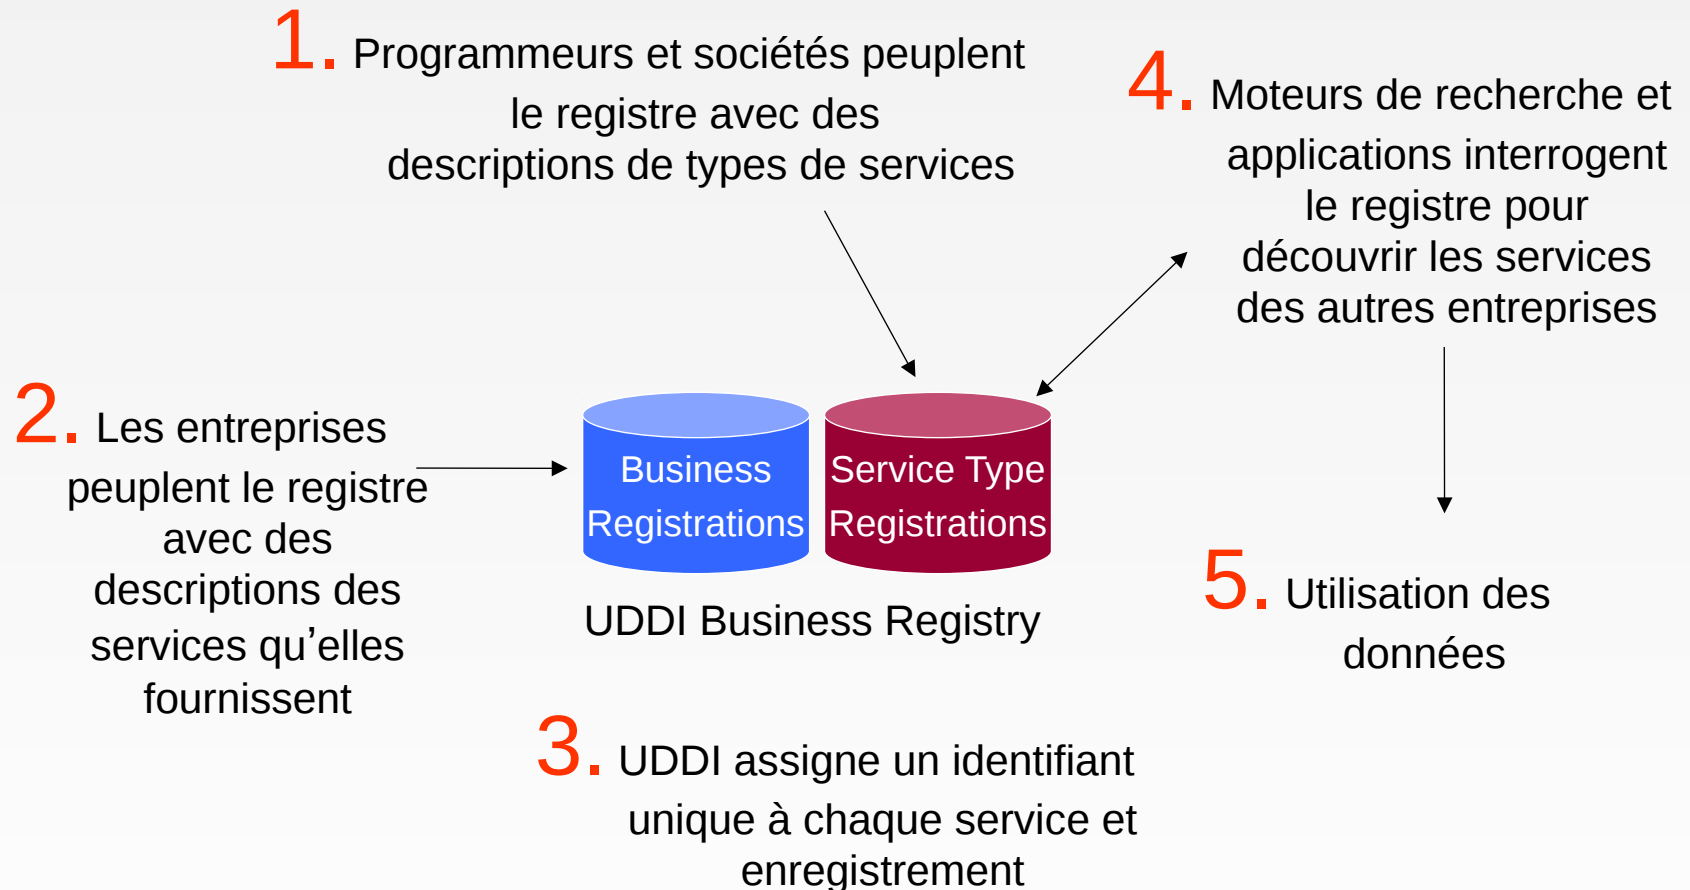 1. Programmeurs et sociétés peuplent
le registre avec des
descriptions de types de services
4. Moteurs de recherche et
applications interrogent
le registre pour
découvrir les services
des autres entreprises
2. Les entreprises
peuplent le registre
avec des
descriptions des
services qu’elles
fournissent
Business
Registrations
Service Type
Registrations
UDDI Business Registry
5. Utilisation des
données
3. UDDI assigne un identifiant
unique à chaque service et
enregistrement